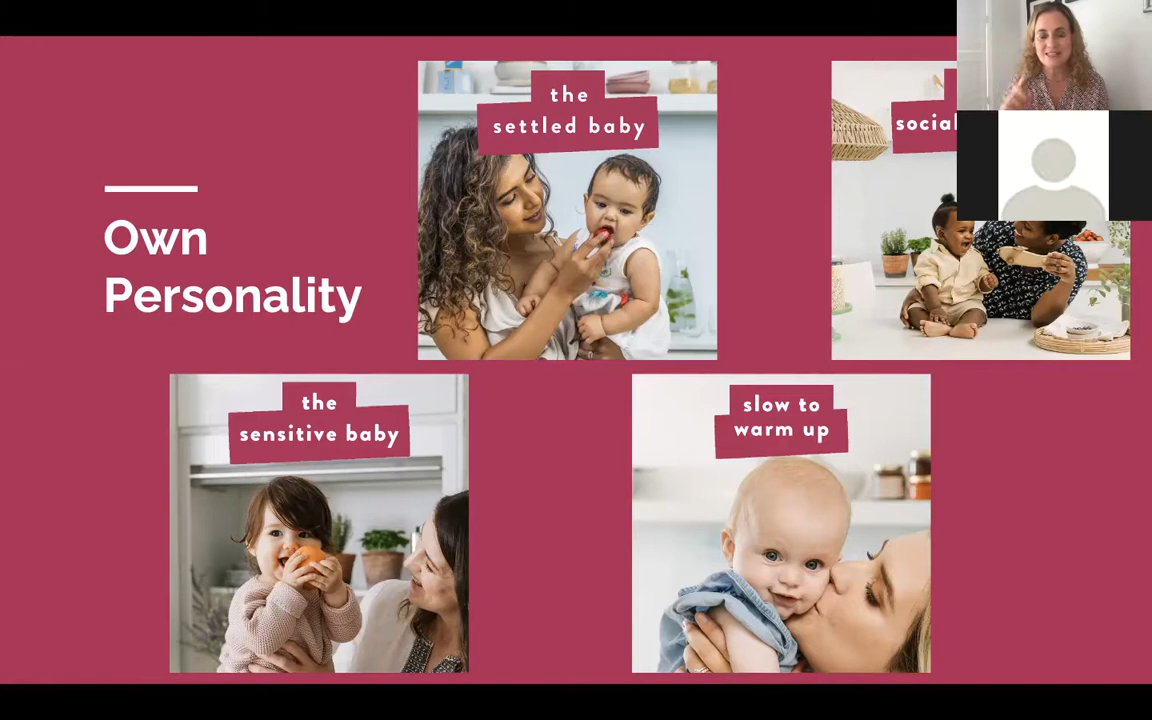 Own
Personality
the
settled baby
social
the
sensitive baby
slow to
warm up